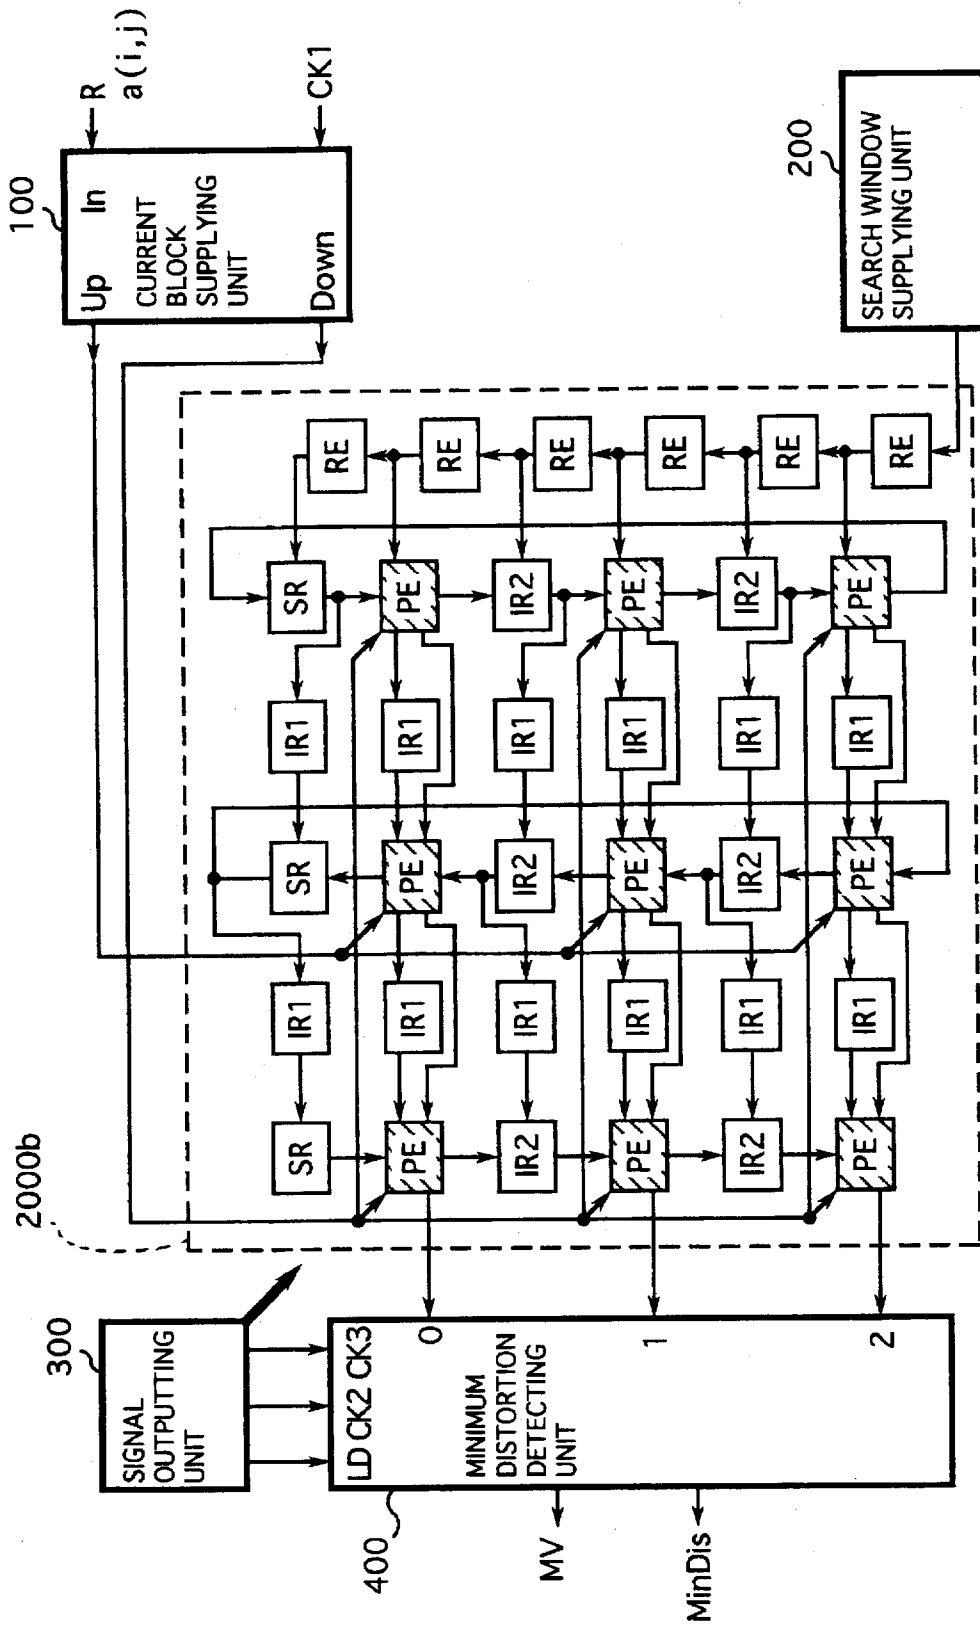 300
SIGNAL
OUTPUTTING
UNIT
2000b
100
Up In
CURRENT
BLOCK
SUPPLYING
UNIT
Down
R
a(i,j)
CK1
LD CK2 CK3
0
1
2
MINIMUM
DISTORTION
DETECTING
UNIT
400
MV
MinDis
SR IR1 SR IR1 SR RE
PE IR1 PE IR1 PE RE
IR2 IR1 IR2 IR1 IR2 RE
PE IR1 PE IR1 PE RE
IR2 IR1 IR2 IR1 IR2 RE
PE IR1 PE IR1 PE RE
200
SEARCH WINDOW
SUPPLYING UNIT